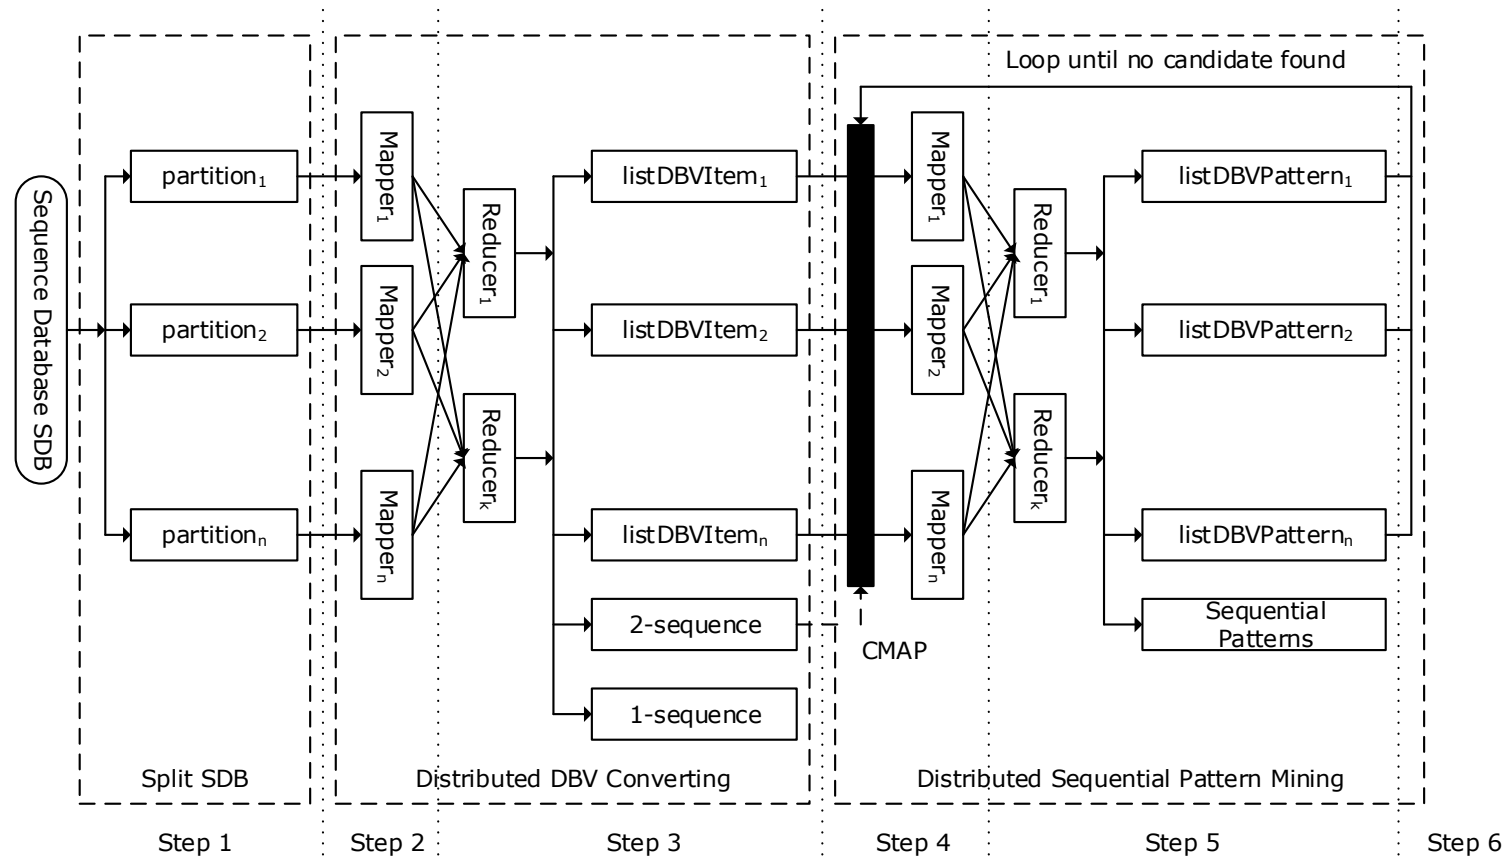 Loop until no candidate found
Sequence Database SDB
partition₁
partition₂
partitionₙ
Mapper₁
Mapper₂
Mapperₙ
Reducer₁
Reducerₖ
listDBVItem₁
listDBVItem₂
listDBVItemₙ
2-sequence
1-sequence
CMAP
Mapper₁
Mapper₂
Mapperₙ
Reducer₁
Reducerₖ
listDBVPattern₁
listDBVPattern₂
listDBVPatternₙ
Sequential
Patterns
Split SDB
Distributed DBV Converting
Distributed Sequential Pattern Mining
Step 1
Step 2
Step 3
Step 4
Step 5
Step 6